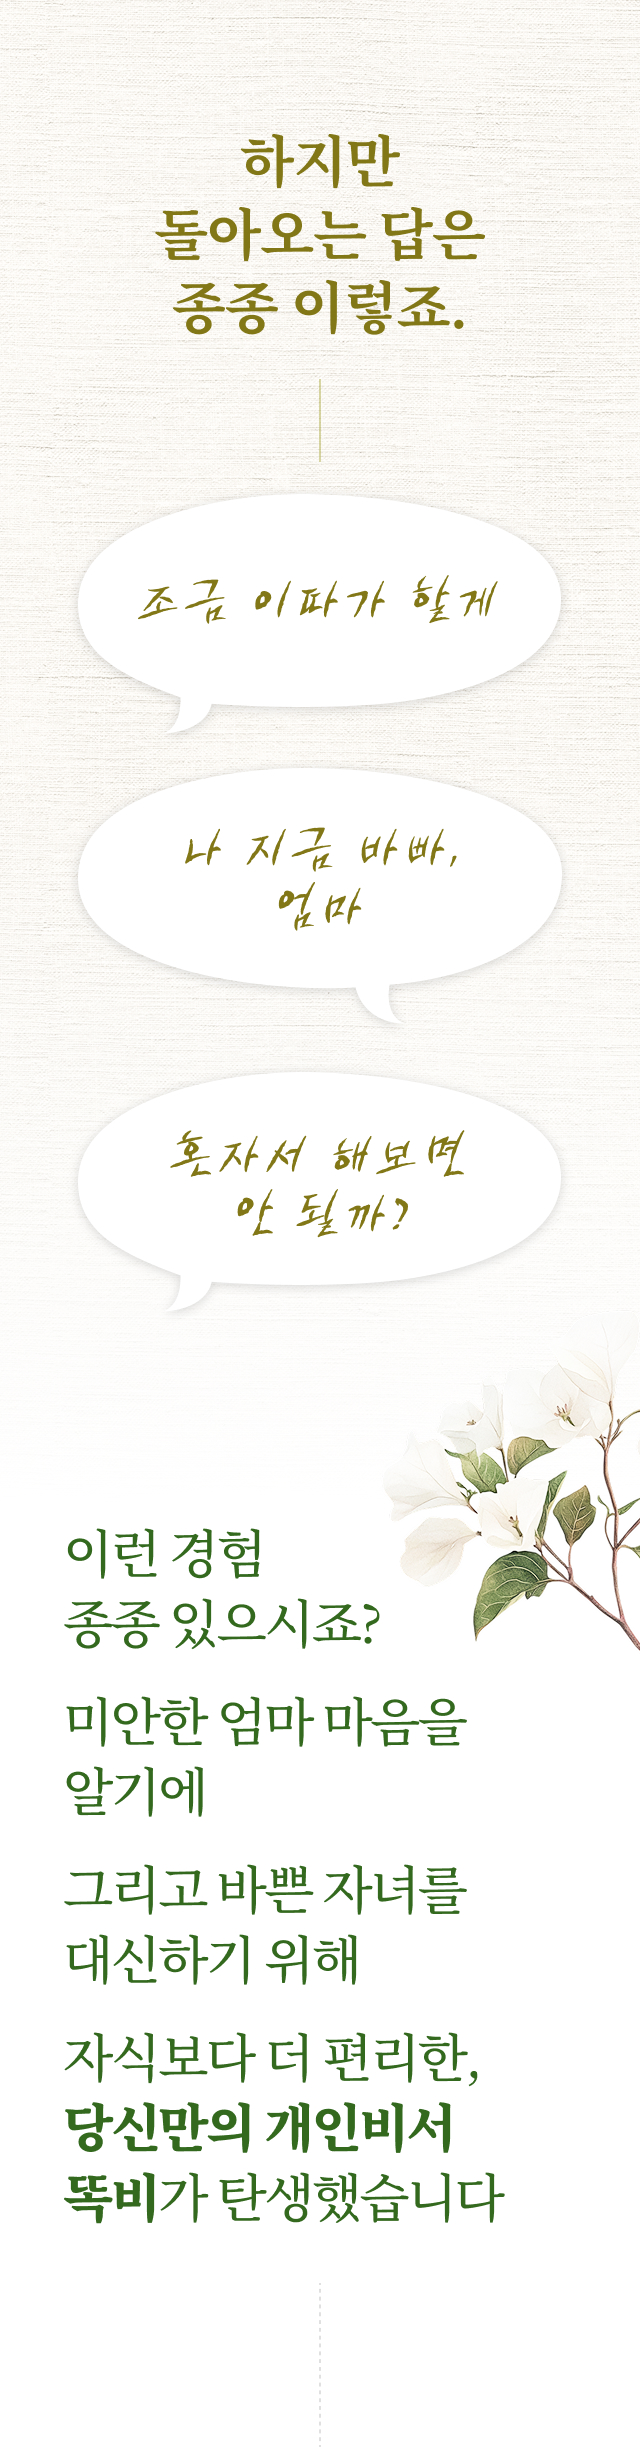 하지만
돌아오는 답은
종종 이렇죠.
조금 이따가 할게
나 지금 바빠,
엄마
혼자서 해보면
안 될까?
이런 경험
종종 있으시죠?
미안한 엄마 마음을
알기에
그리고 바쁜 자녀를
대신하기 위해
자식보다 더 편리한,
당신만의 개인비서
똑비가 탄생했습니다